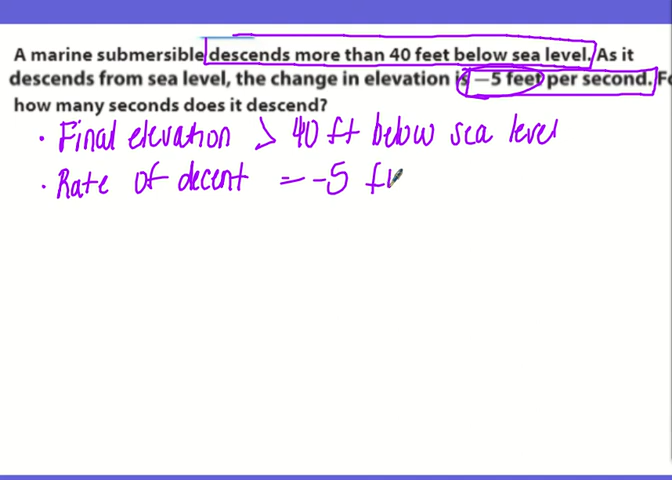 A marine submersible descends more than 40 feet below sea level. As it
descends from sea level, the change in elevation is −5 feet per second. Fo
how many seconds does it descend?
· Final elevation > 40 ft below sea level
· Rate of decent = -5 f